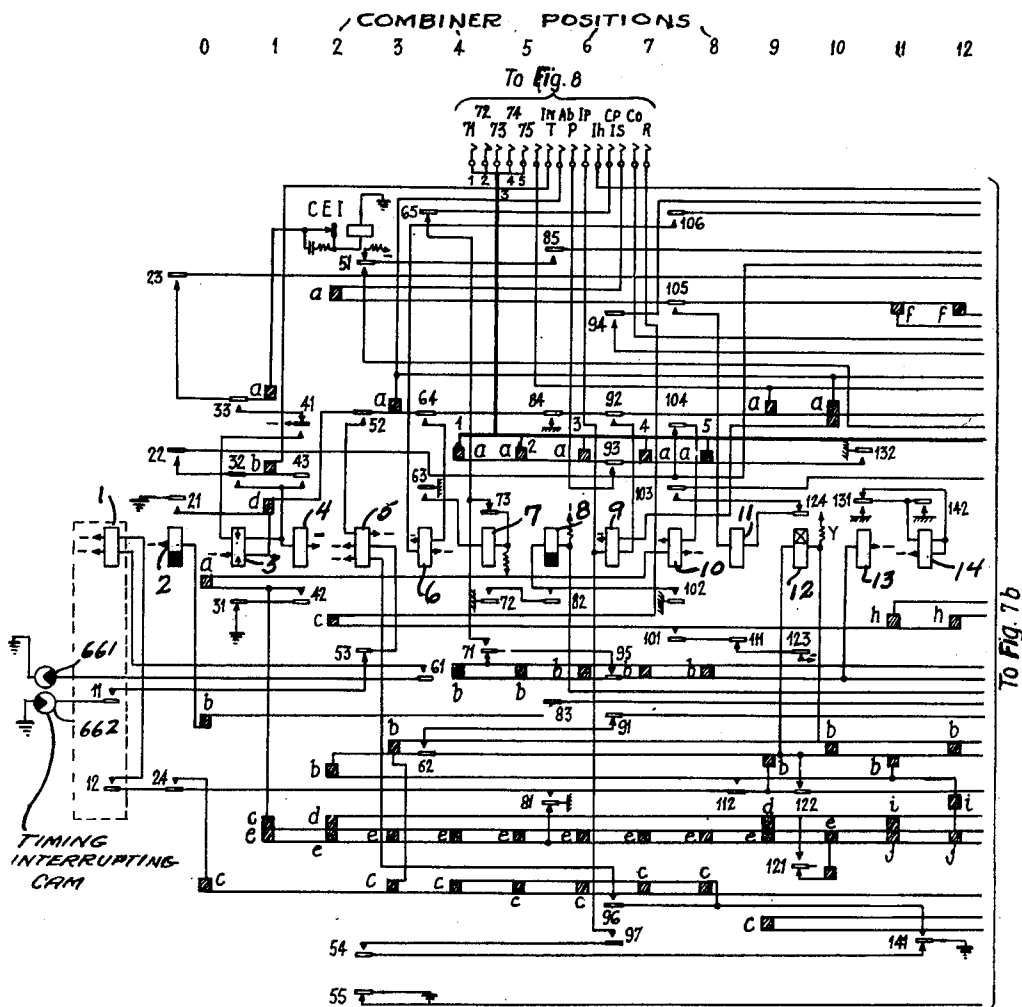 COMBINER POSITIONS
0 1 2 3 4 5 6 7 8 9 10 11 12
To Fig. 8
72 74 In Ab Ip CP Co
71 73 75 T P Ih IS R
1 2 4 5
3
CEI
65
106
85
51
23
a
105
94
f f
a
33
41
a
52
64
84
92
104
a
a
1
3
4
5
a a 2 a 93 a a a
22
32
43
b
132
63
103
21
d
73
124
131
142
1
2
3
4
5
6
7
8
9
10
11
12
Y
13
14
a
31
42
72
82
102
c
h h
101
111
123
53
71
95
661
61
b b b b b
11
662
b
83
91
b
62
b b
b
b
b
12
24
81
112
122
i
c d
d
i
e e e e e e e e e e j j
e
TIMING
INTERRUPTING
CAM
121
c c c c c c c
96
c
97
54
141
55
To Fig. 7b